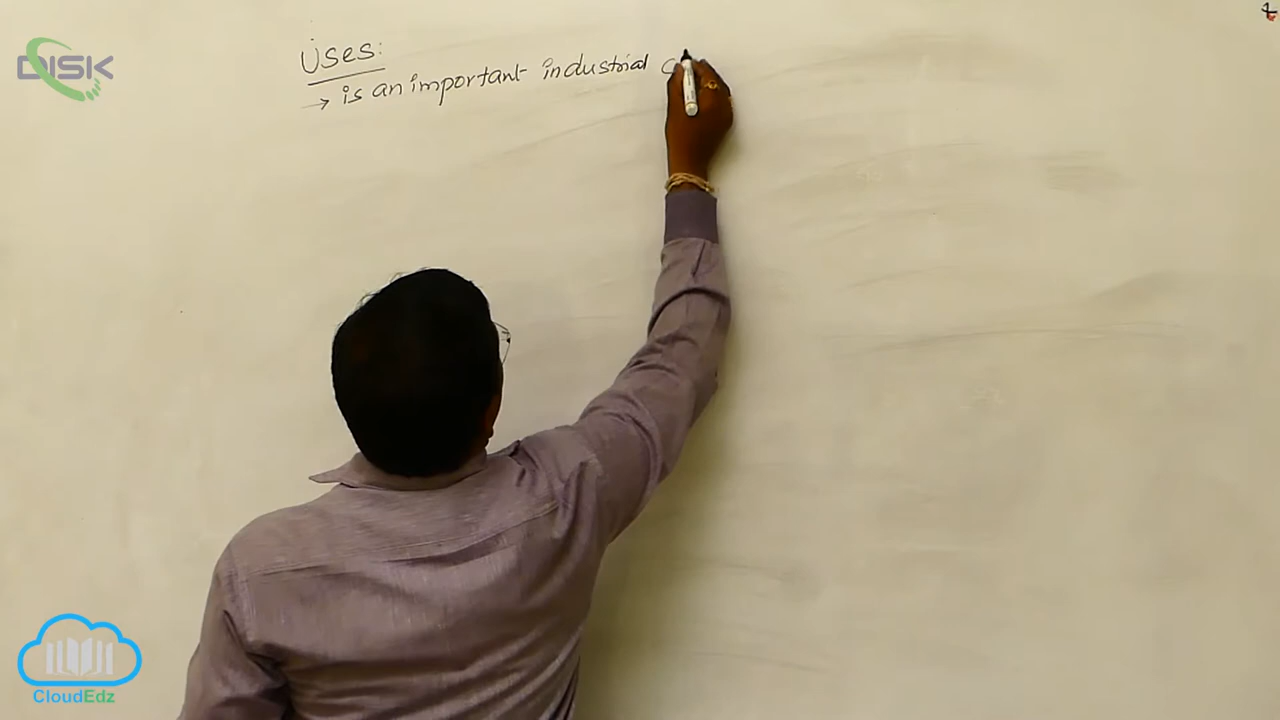 DISK
Uses:
→ is an important industrial c
CloudEdz